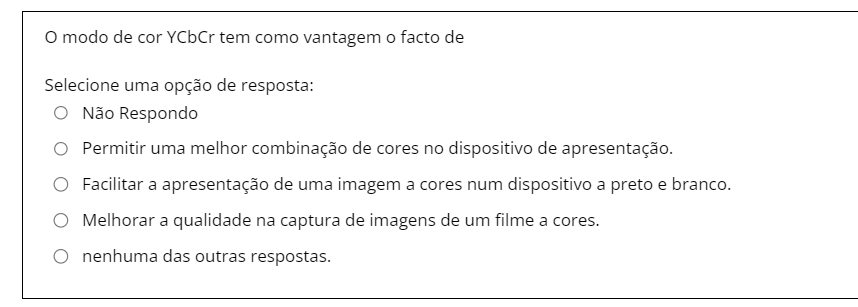 O modo de cor YCbCr tem como vantagem o facto de
Selecione uma opção de resposta:
Não Respondo
Permitir uma melhor combinação de cores no dispositivo de apresentação.
Facilitar a apresentação de uma imagem a cores num dispositivo a preto e branco.
Melhorar a qualidade na captura de imagens de um filme a cores.
nenhuma das outras respostas.